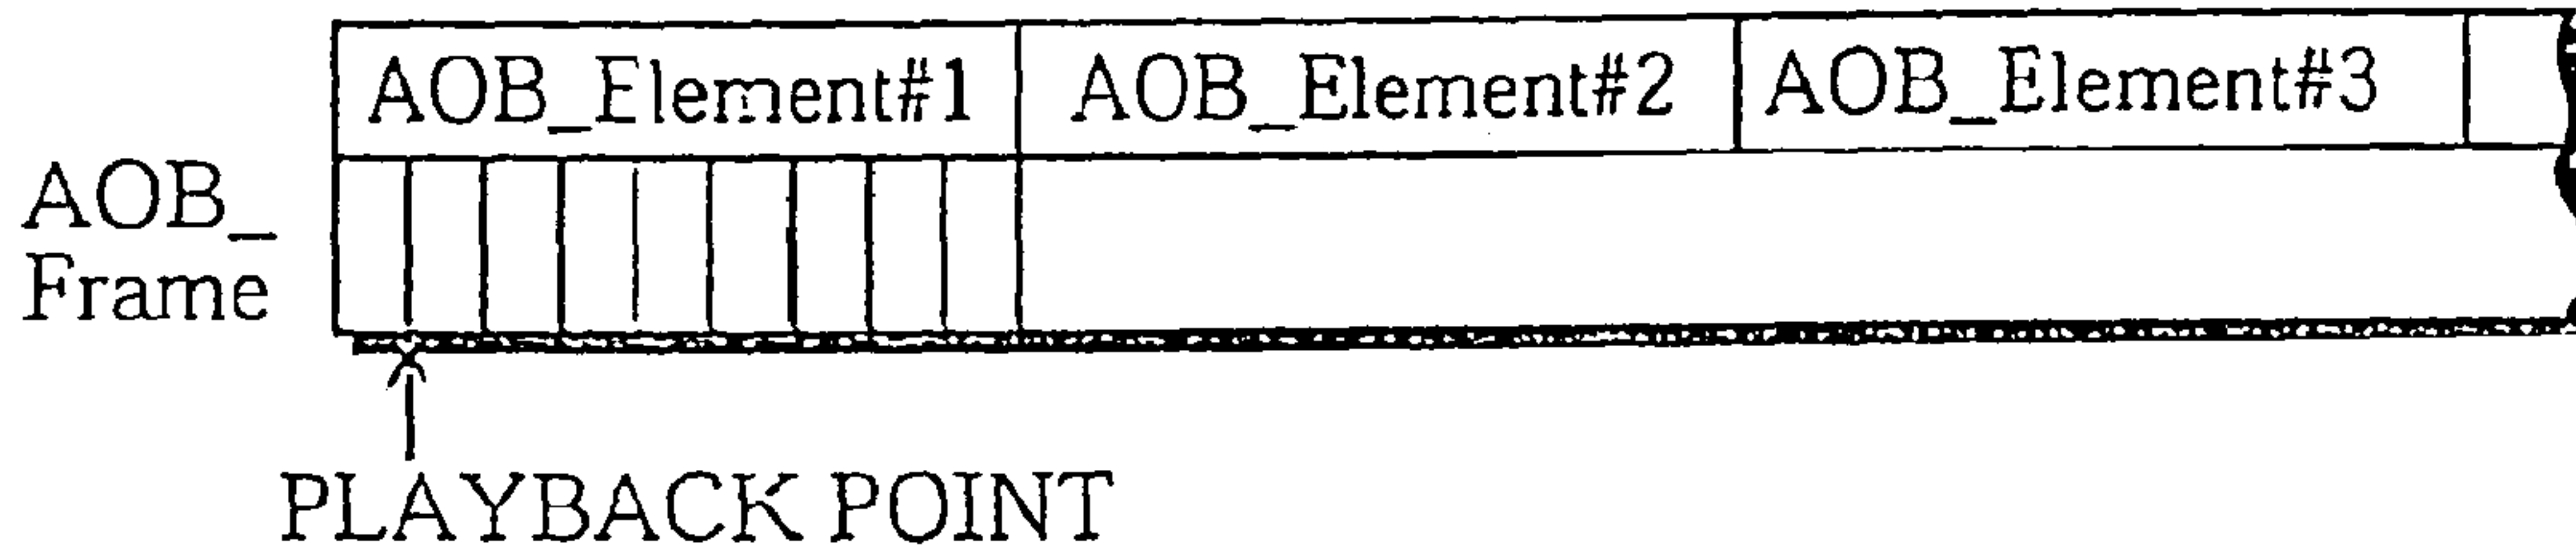 AOB_Element#1 AOB_Element#2 AOB_Element#3
AOB_
Frame
PLAYBACK POINT